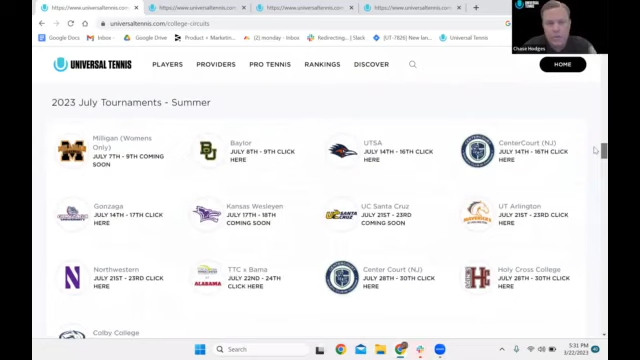 https://www.universaltennis.com/
https://www.universaltennis.com/
https://www.universaltennis.com/
https://www.universaltennis.com/
universaltennis.com/college-circuits
Google Docs
Inbox -
Google Drive
Product + Marketing...
(2) monday - Inbox
Redirecting... | Slack
(UT-7826) New lan...
Universal Tennis
Chase Hodges
UNIVERSAL TENNIS
PLAYERS
PROVIDERS
PRO TENNIS
RANKINGS
DISCOVER
HOME
2023 July Tournaments - Summer
Milligan (Womens
Only)
JULY 7TH - 9TH COMING
SOON
Baylor
JULY 8TH - 9TH CLICK
HERE
UTSA
JULY 14TH - 16TH CLICK
HERE
CenterCourt (NJ)
JULY 14TH - 16TH CLICK
HERE
Gonzaga
JULY 14TH - 17TH CLICK
HERE
Kansas Wesleyen
JULY 17TH - 18TH
COMING SOON
UC Santa Cruz
JULY 21ST - 23RD
COMING SOON
UT Arlington
JULY 21ST - 23RD CLICK
HERE
Northwestern
JULY 21ST - 23RD CLICK
HERE
TTC x Bama
JULY 22ND - 24TH
CLICK HERE
Center Court (NJ)
JULY 28TH - 30TH CLICK
HERE
Holy Cross College
JULY 28TH - 30TH CLICK
HERE
Colby College
Search
5:31 PM
3/22/2023